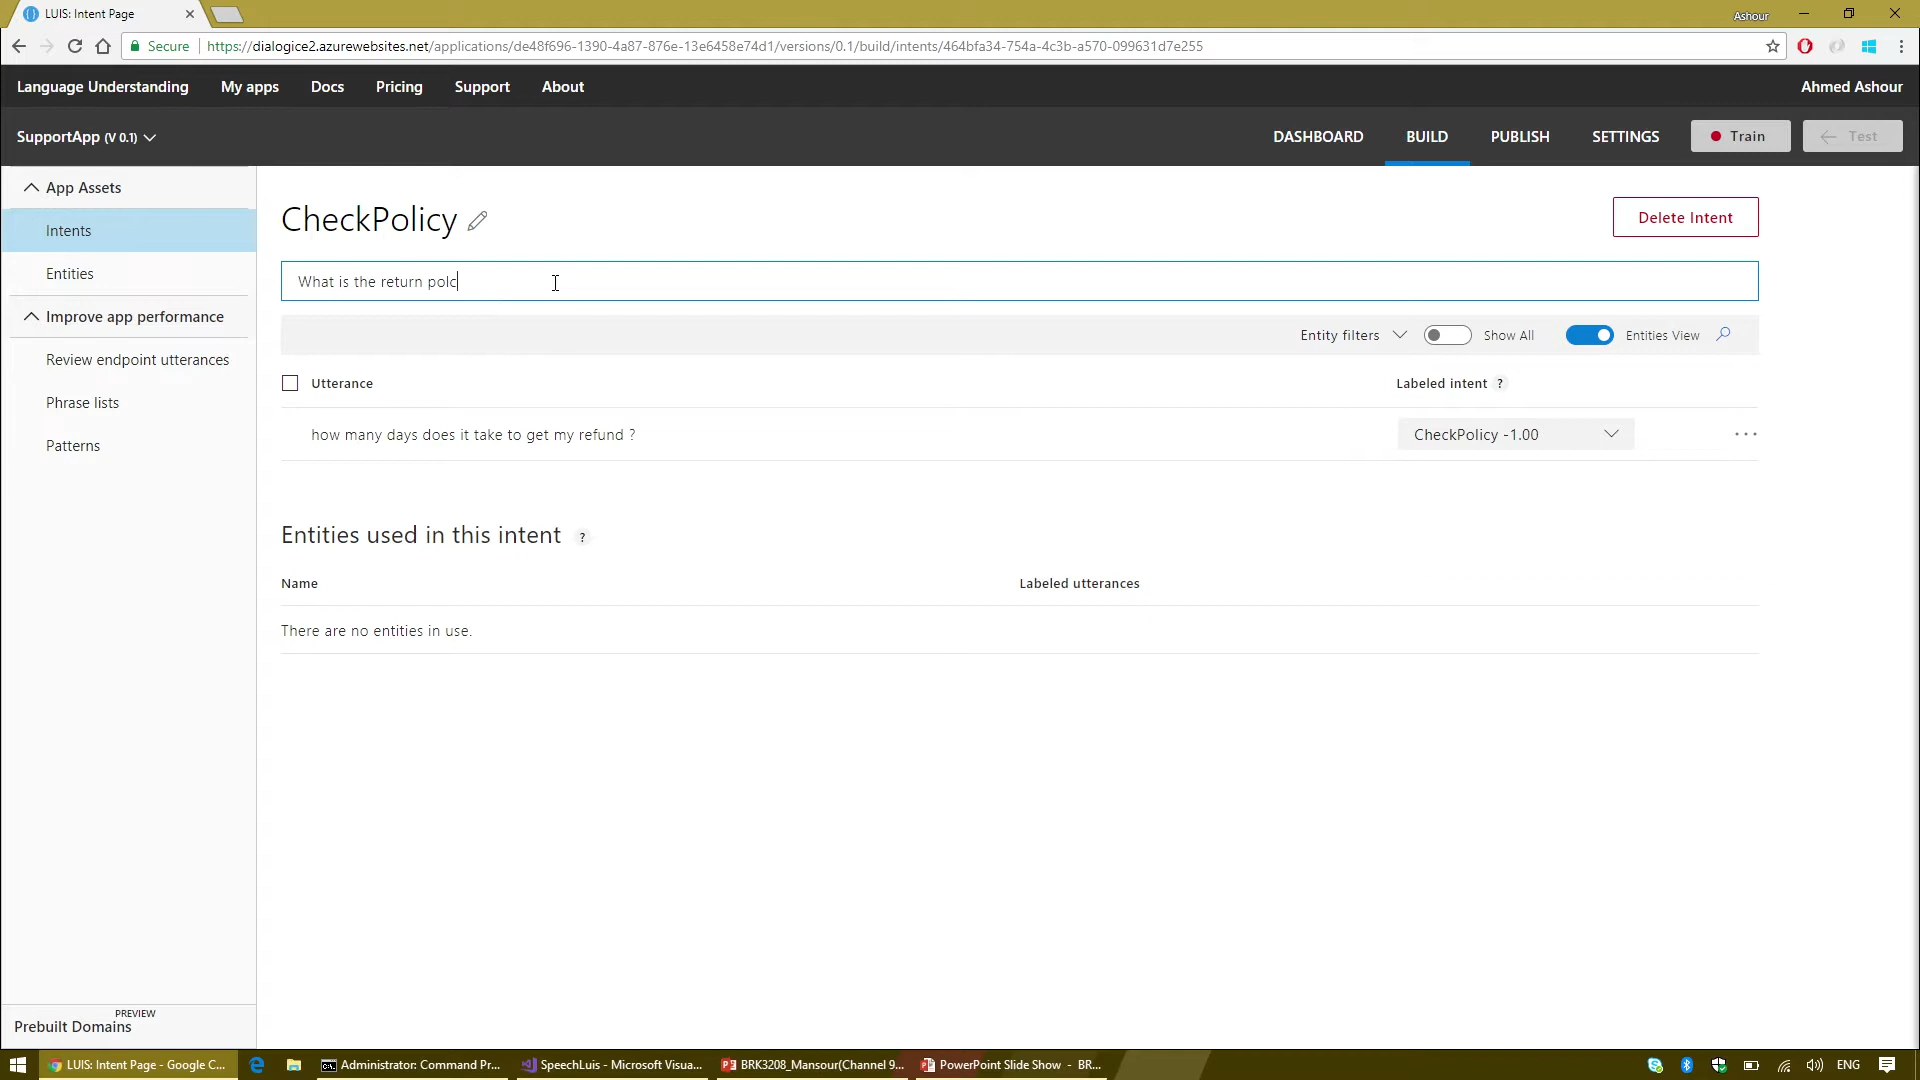 LUIS: Intent Page
Ashour
Secure
https://dialogice2.azurewebsites.net/applications/de48f696-1390-4a87-876e-13e6458e74d1/versions/0.1/build/intents/464bfa34-754a-4c3b-a570-099631d7e255
Language Understanding My apps Docs Pricing Support About Ahmed Ashour
SupportApp (V 0.1) DASHBOARD BUILD PUBLISH SETTINGS Train Test
App Assets
Intents
Entities
Improve app performance
Review endpoint utterances
Phrase lists
Patterns
PREVIEW
Prebuilt Domains
CheckPolicy
Delete Intent
What is the return polc
Entity filters Show All Entities View
Utterance Labeled intent ?
how many days does it take to get my refund ? CheckPolicy -1.00
Entities used in this intent ?
Name Labeled utterances
There are no entities in use.
LUIS: Intent Page - Google C... Administrator: Command Pr... SpeechLuis - Microsoft Visua... BRK3208_Mansour(Channel 9... PowerPoint Slide Show - BR... ENG